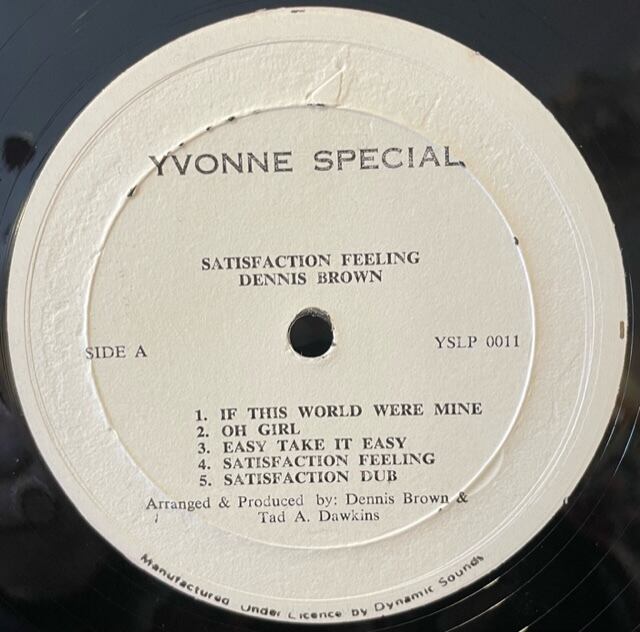 YVONNE SPECIAL
SATISFACTION FEELING
DENNIS BROWN
SIDE A
YSLP 0011
1. IF THIS WORLD WERE MINE
2. OH GIRL
3. EASY TAKE IT EASY
4. SATISFACTION FEELING
5. SATISFACTION DUB
Arranged & Produced by: Dennis Brown &
Tad A. Dawkins
Manufactured Under Licence by Dynamic Sounds